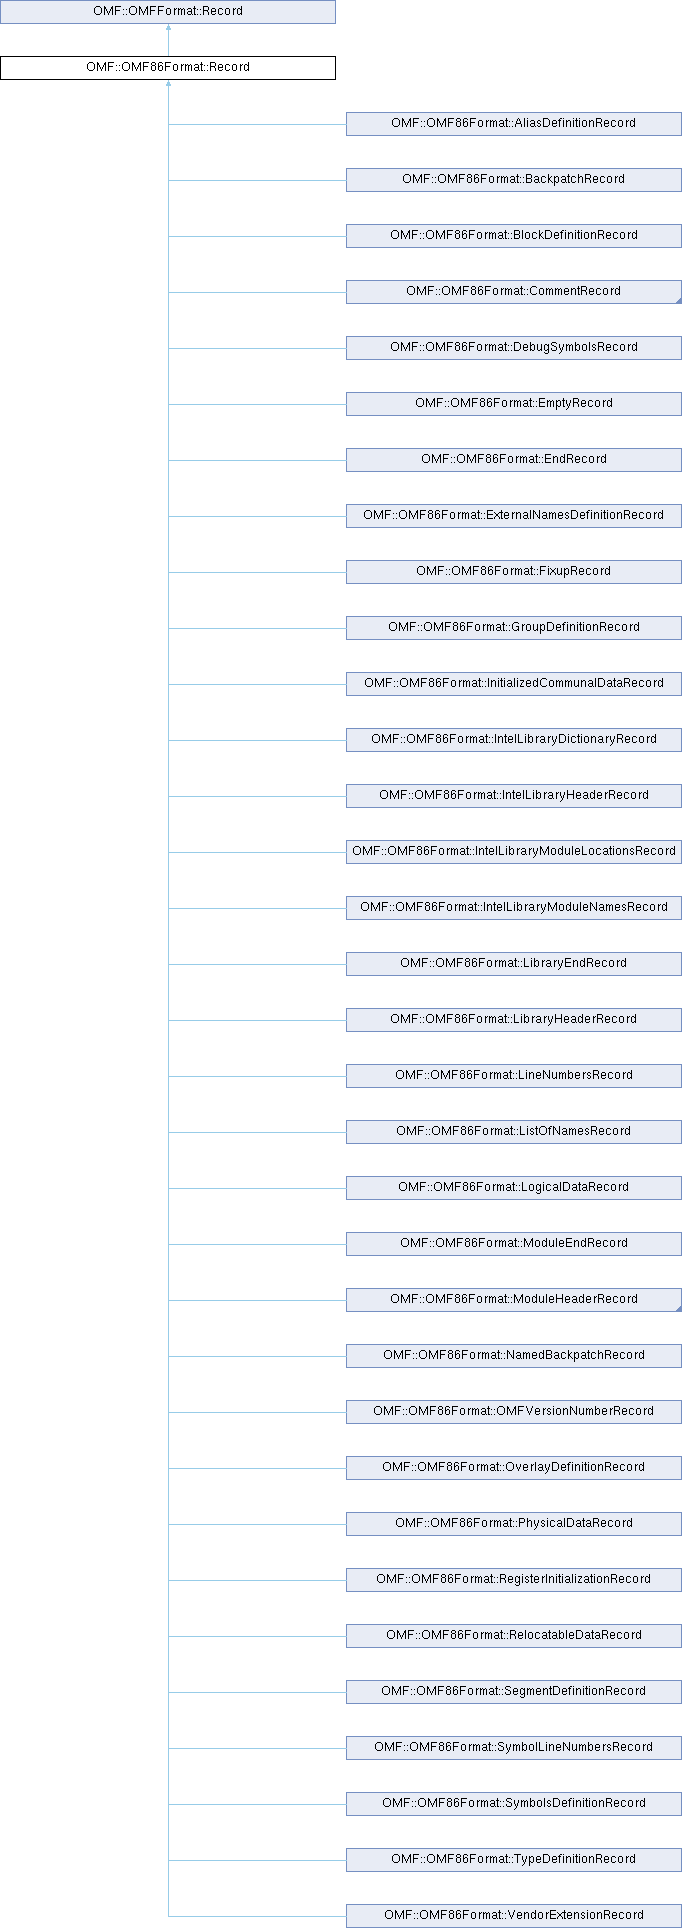 OMF::OMFFormat::Record
OMF::OMF86Format::Record
OMF::OMF86Format::AliasDefinitionRecord
OMF::OMF86Format::BackpatchRecord
OMF::OMF86Format::BlockDefinitionRecord
OMF::OMF86Format::CommentRecord
OMF::OMF86Format::DebugSymbolsRecord
OMF::OMF86Format::EmptyRecord
OMF::OMF86Format::EndRecord
OMF::OMF86Format::ExternalNamesDefinitionRecord
OMF::OMF86Format::FixupRecord
OMF::OMF86Format::GroupDefinitionRecord
OMF::OMF86Format::InitializedCommunalDataRecord
OMF::OMF86Format::IntelLibraryDictionaryRecord
OMF::OMF86Format::IntelLibraryHeaderRecord
OMF::OMF86Format::IntelLibraryModuleLocationsRecord
OMF::OMF86Format::IntelLibraryModuleNamesRecord
OMF::OMF86Format::LibraryEndRecord
OMF::OMF86Format::LibraryHeaderRecord
OMF::OMF86Format::LineNumbersRecord
OMF::OMF86Format::ListOfNamesRecord
OMF::OMF86Format::LogicalDataRecord
OMF::OMF86Format::ModuleEndRecord
OMF::OMF86Format::ModuleHeaderRecord
OMF::OMF86Format::NamedBackpatchRecord
OMF::OMF86Format::OMFVersionNumberRecord
OMF::OMF86Format::OverlayDefinitionRecord
OMF::OMF86Format::PhysicalDataRecord
OMF::OMF86Format::RegisterInitializationRecord
OMF::OMF86Format::RelocatableDataRecord
OMF::OMF86Format::SegmentDefinitionRecord
OMF::OMF86Format::SymbolLineNumbersRecord
OMF::OMF86Format::SymbolsDefinitionRecord
OMF::OMF86Format::TypeDefinitionRecord
OMF::OMF86Format::VendorExtensionRecord